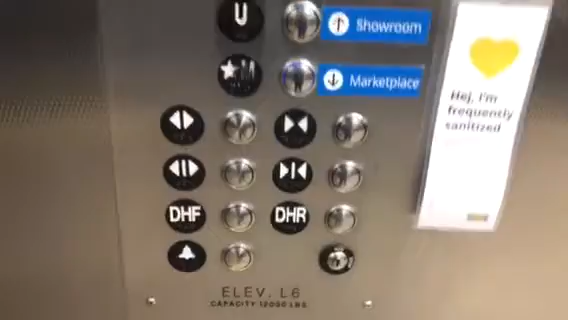 U
Showroom
★M
Marketplace
Hej, I'm
frequently
sanitized
DHF
DHR
ELEV. L6
CAPACITY 12000 LBS.